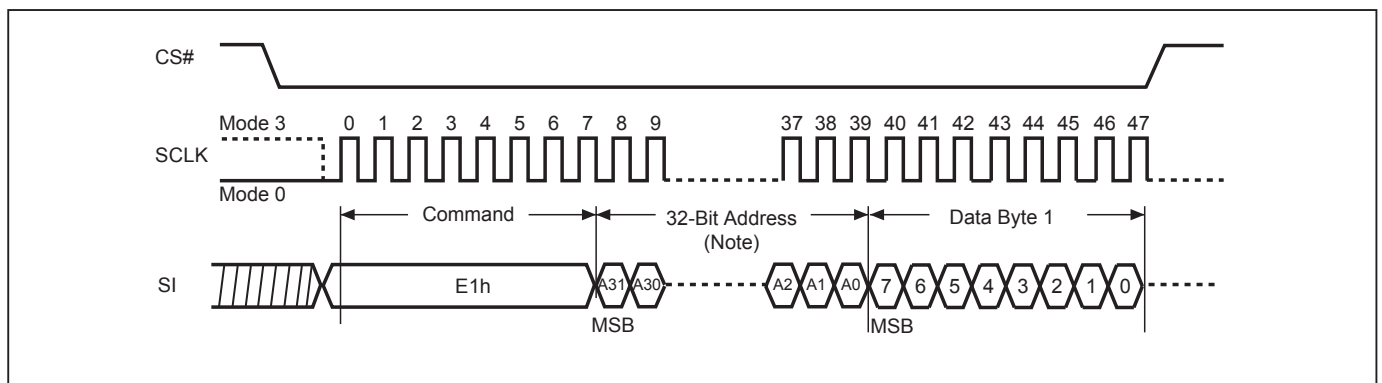 CS#
Mode 3
0 1 2 3 4 5 6 7 8 9
37 38 39 40 41 42 43 44 45 46 47
SCLK
Mode 0
Command
32-Bit Address
(Note)
Data Byte 1
SI
E1h
A31 A30
A2 A1 A0
7 6 5 4 3 2 1 0
MSB
MSB